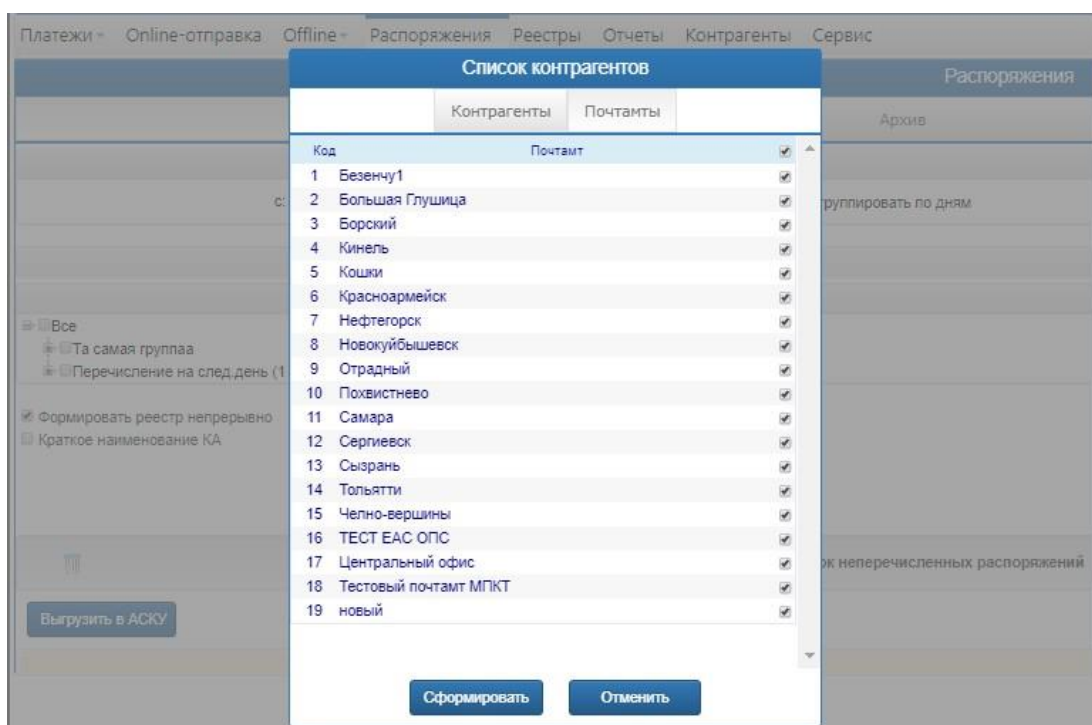 Платежи Online-отправка Offline Распоряжения Реестры Отчеты Контрагенты Сервис
Список контрагентов
Распоряжения
Контрагенты Почтамты
Архив
Код Почтамт
1 Безенчу1
2 Большая Глушица
с: руппировать по дням
3 Борский
4 Кинель
5 Кошки
6 Красноармейск
7 Нефтегорск
Все
8 Новокуйбышевск
Та самая группаа
9 Отрадный
Перечисление на след.день (1
10 Похвистнево
11 Самара
Формировать реестр непрерывно
12 Сергиевск
Краткое наименование КА
13 Сызрань
14 Тольятти
15 Челно-вершины
16 ТЕСТ ЕАС ОПС
17 Центральный офис
ок неперечисленных распоряжений
18 Тестовый почтамт МПКТ
19 новый
Выгрузить в АСКУ
Сформировать Отменить